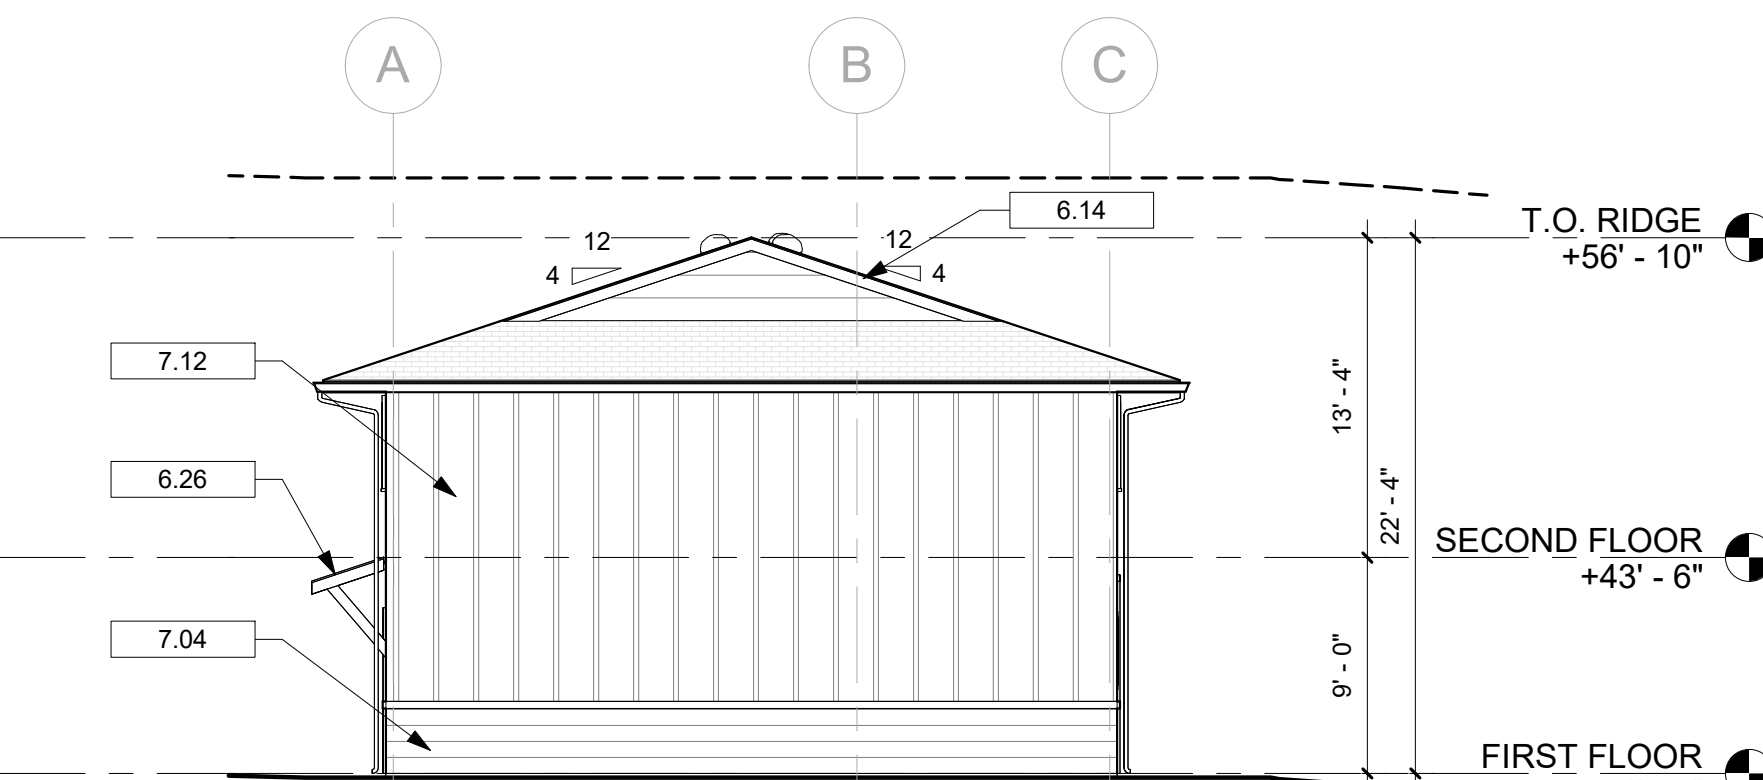 A
B
C
6.14
T.O. RIDGE
+56' - 10"
12
12
4
4
7.12
13' - 4"
6.26
22' - 4"
SECOND FLOOR
+43' - 6"
7.04
9' - 0"
FIRST FLOOR